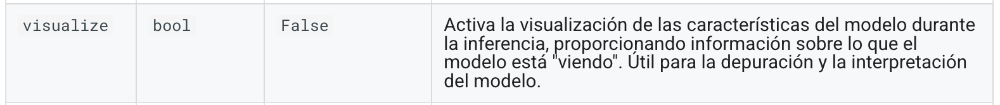 visualize bool False Activa la visualización de las características del modelo durante
la inferencia, proporcionando información sobre lo que el
modelo está "viendo". Útil para la depuración y la interpretación
del modelo.